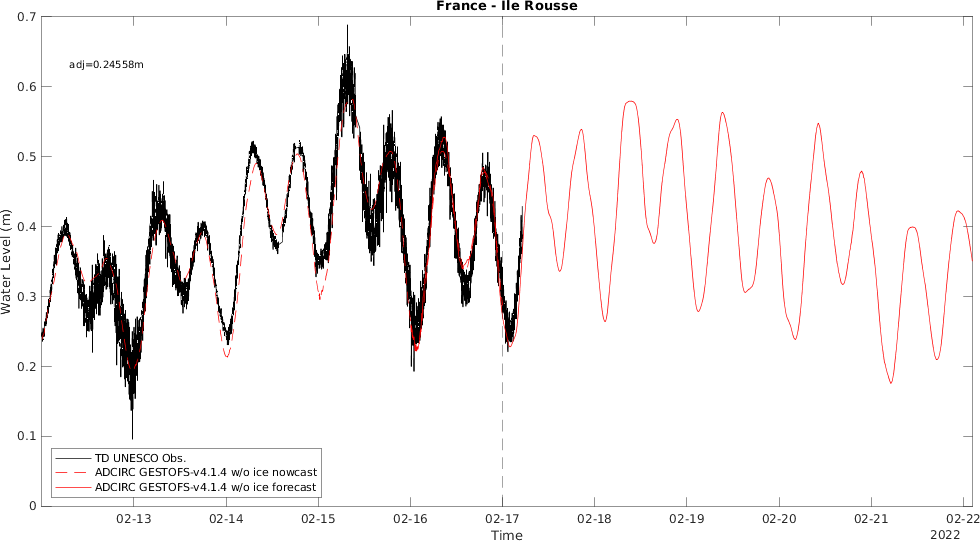 France - Ile Rousse
adj=0.24558m
Water Level (m)
0.7
0.6
0.5
0.4
0.3
0.2
0.1
0
TD UNESCO Obs.
ADCIRC GESTOFS-v4.1.4 w/o ice nowcast
ADCIRC GESTOFS-v4.1.4 w/o ice forecast
02-13 02-14 02-15 02-16 02-17 02-18 02-19 02-20 02-21 02-22
Time
2022